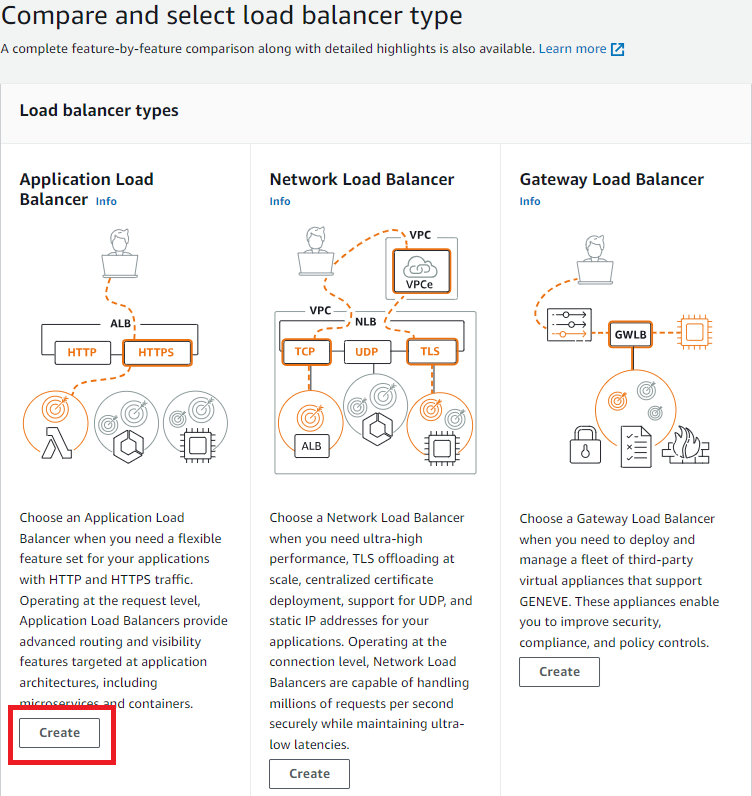 Compare and select load balancer type
A complete feature-by-feature comparison along with detailed highlights is also available. Learn more
Load balancer types
Application Load
Balancer Info
ALB
HTTP
HTTPS
Choose an Application Load
Balancer when you need a flexible
feature set for your applications
with HTTP and HTTPS traffic.
Operating at the request level,
Application Load Balancers provide
advanced routing and visibility
features targeted at application
architectures, including
microservices and containers.
Create
Network Load Balancer
Info
VPC
VPCe
VPC
NLB
TCP
UDP
TLS
ALB
Choose a Network Load Balancer
when you need ultra-high
performance, TLS offloading at
scale, centralized certificate
deployment, support for UDP, and
static IP addresses for your
applications. Operating at the
connection level, Network Load
Balancers are capable of handling
millions of requests per second
securely while maintaining ultra-
low latencies.
Create
Gateway Load Balancer
Info
GWLB
Choose a Gateway Load Balancer
when you need to deploy and
manage a fleet of third-party
virtual appliances that support
GENEVE. These appliances enable
you to improve security,
compliance, and policy controls.
Create